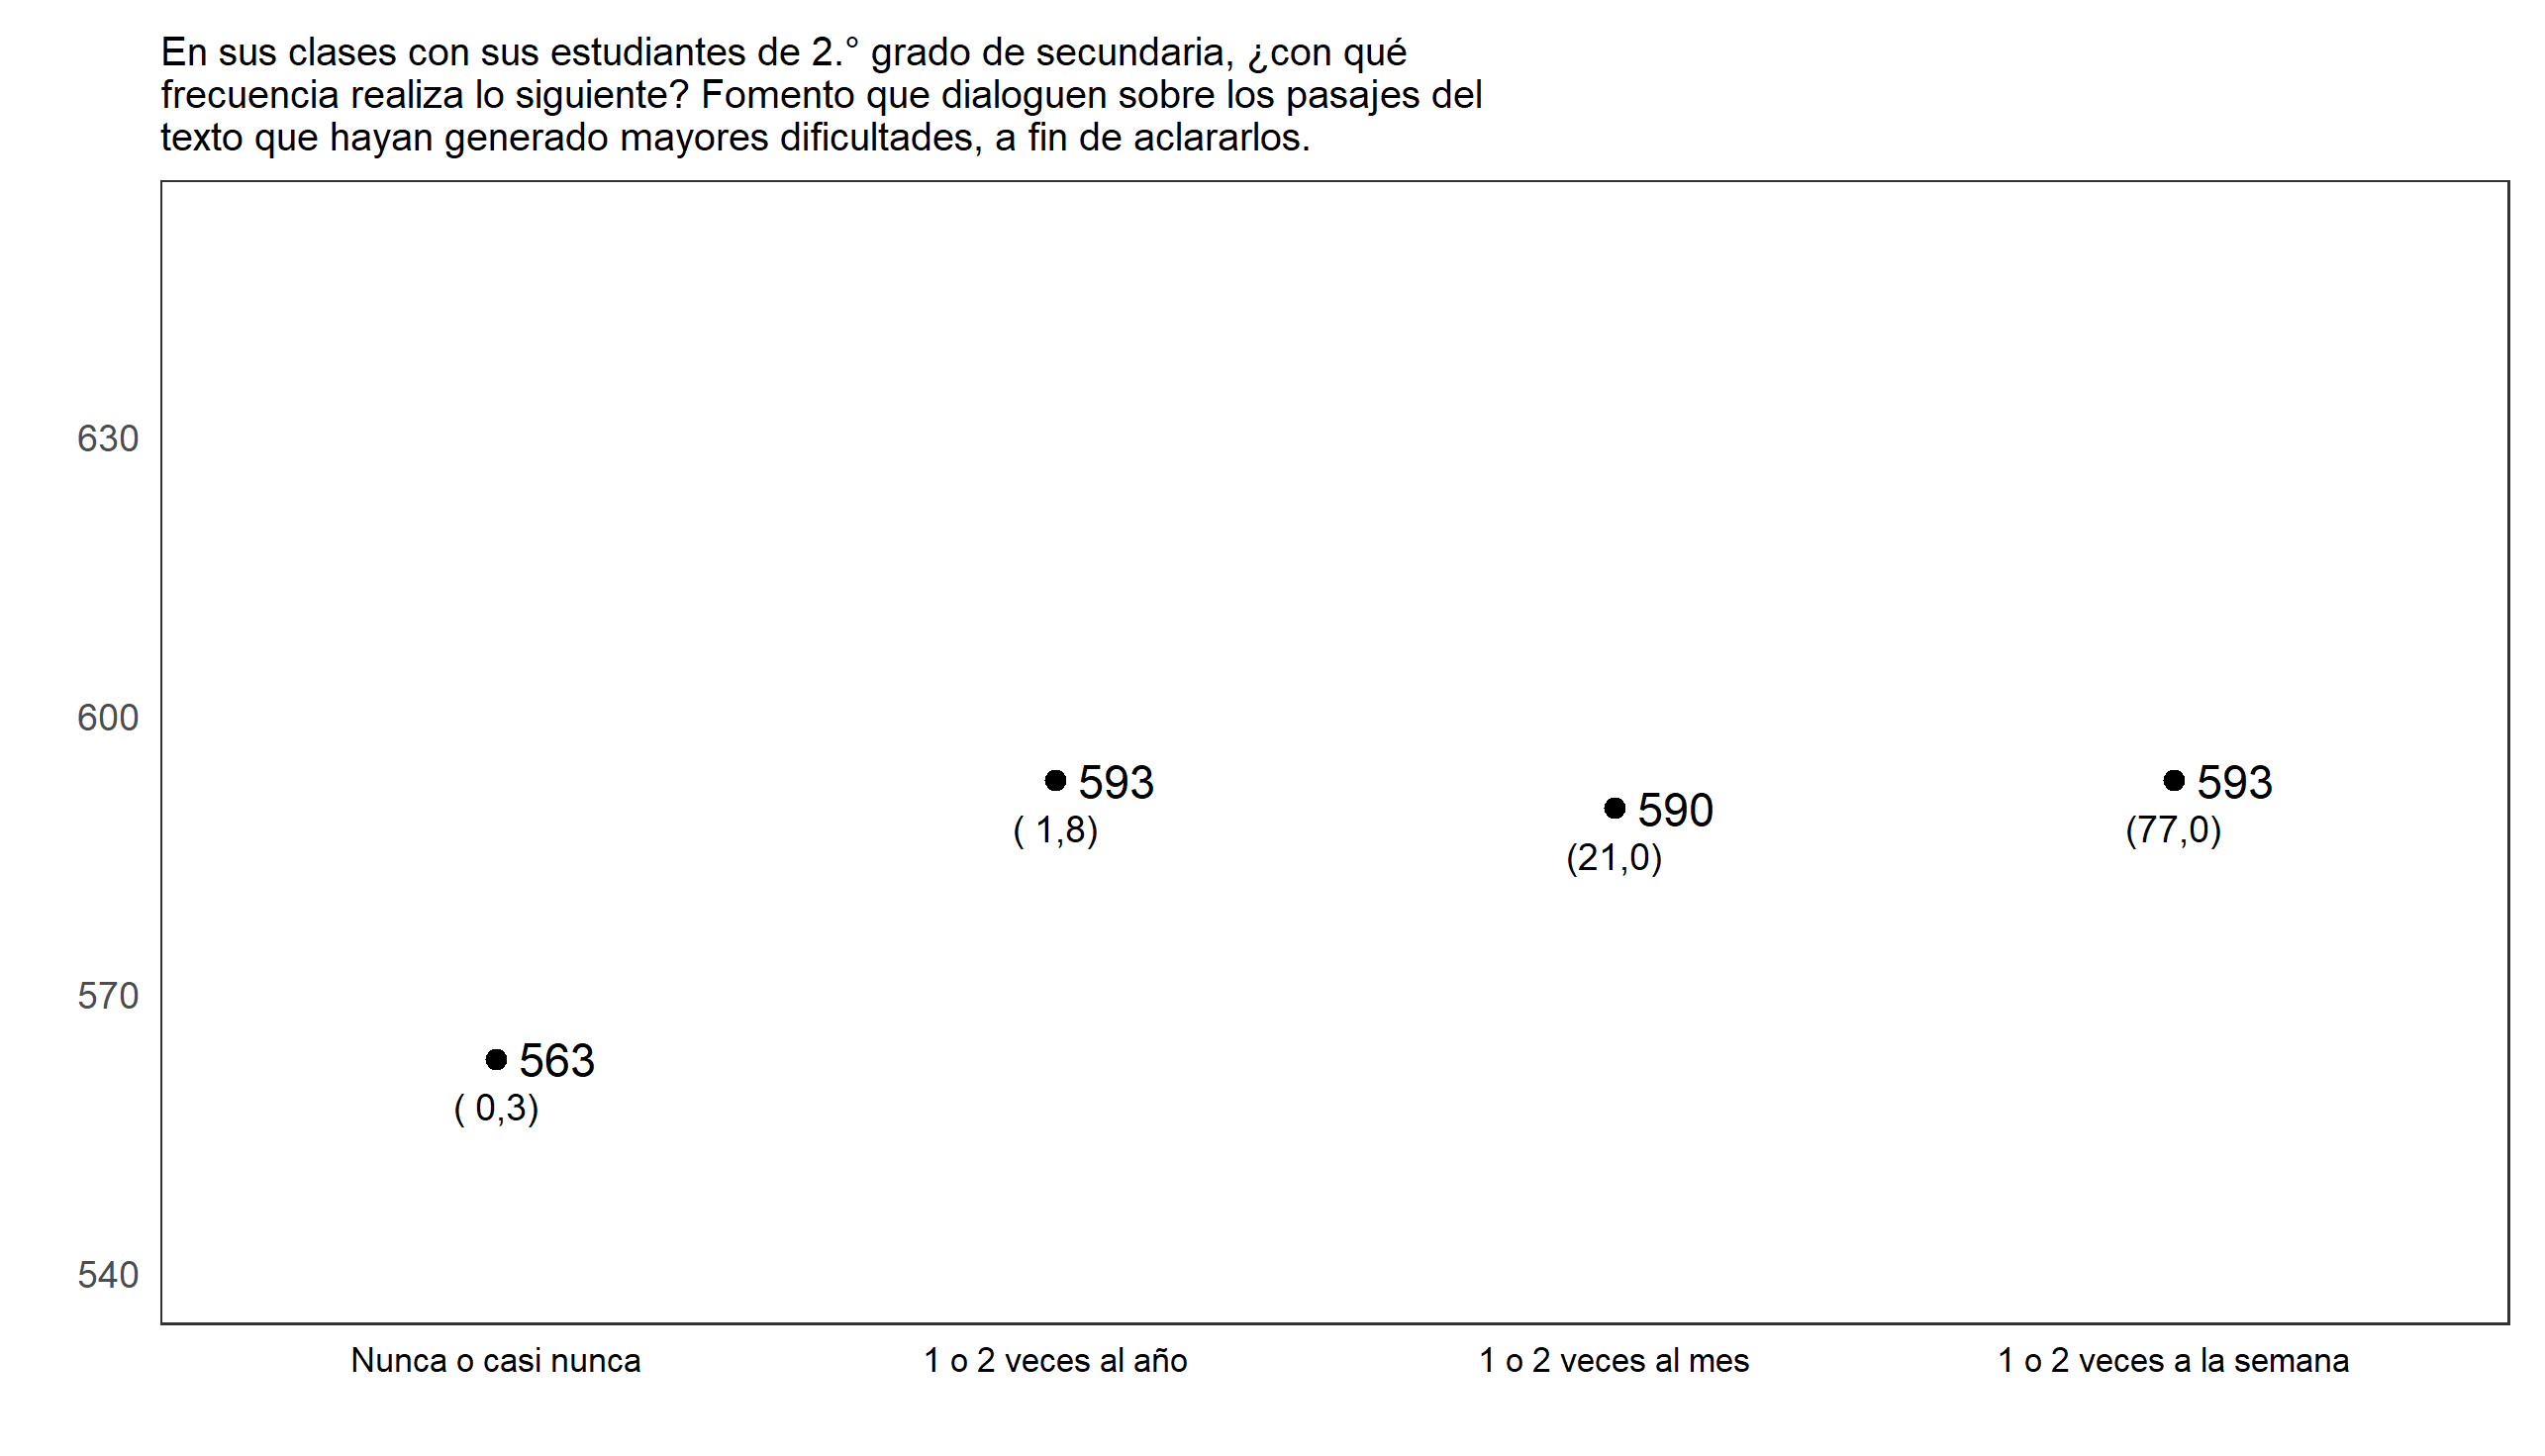 En sus clases con sus estudiantes de 2.° grado de secundaria, ¿con qué
frecuencia realiza lo siguiente? Fomento que dialoguen sobre los pasajes del
texto que hayan generado mayores dificultades, a fin de aclararlos.
630
600
593
593
590
( 1,8)
(77,0)
(21,0)
570
563
( 0,3)
540
Nunca o casi nunca
1 o 2 veces al año
1 o 2 veces al mes
1 o 2 veces a la semana